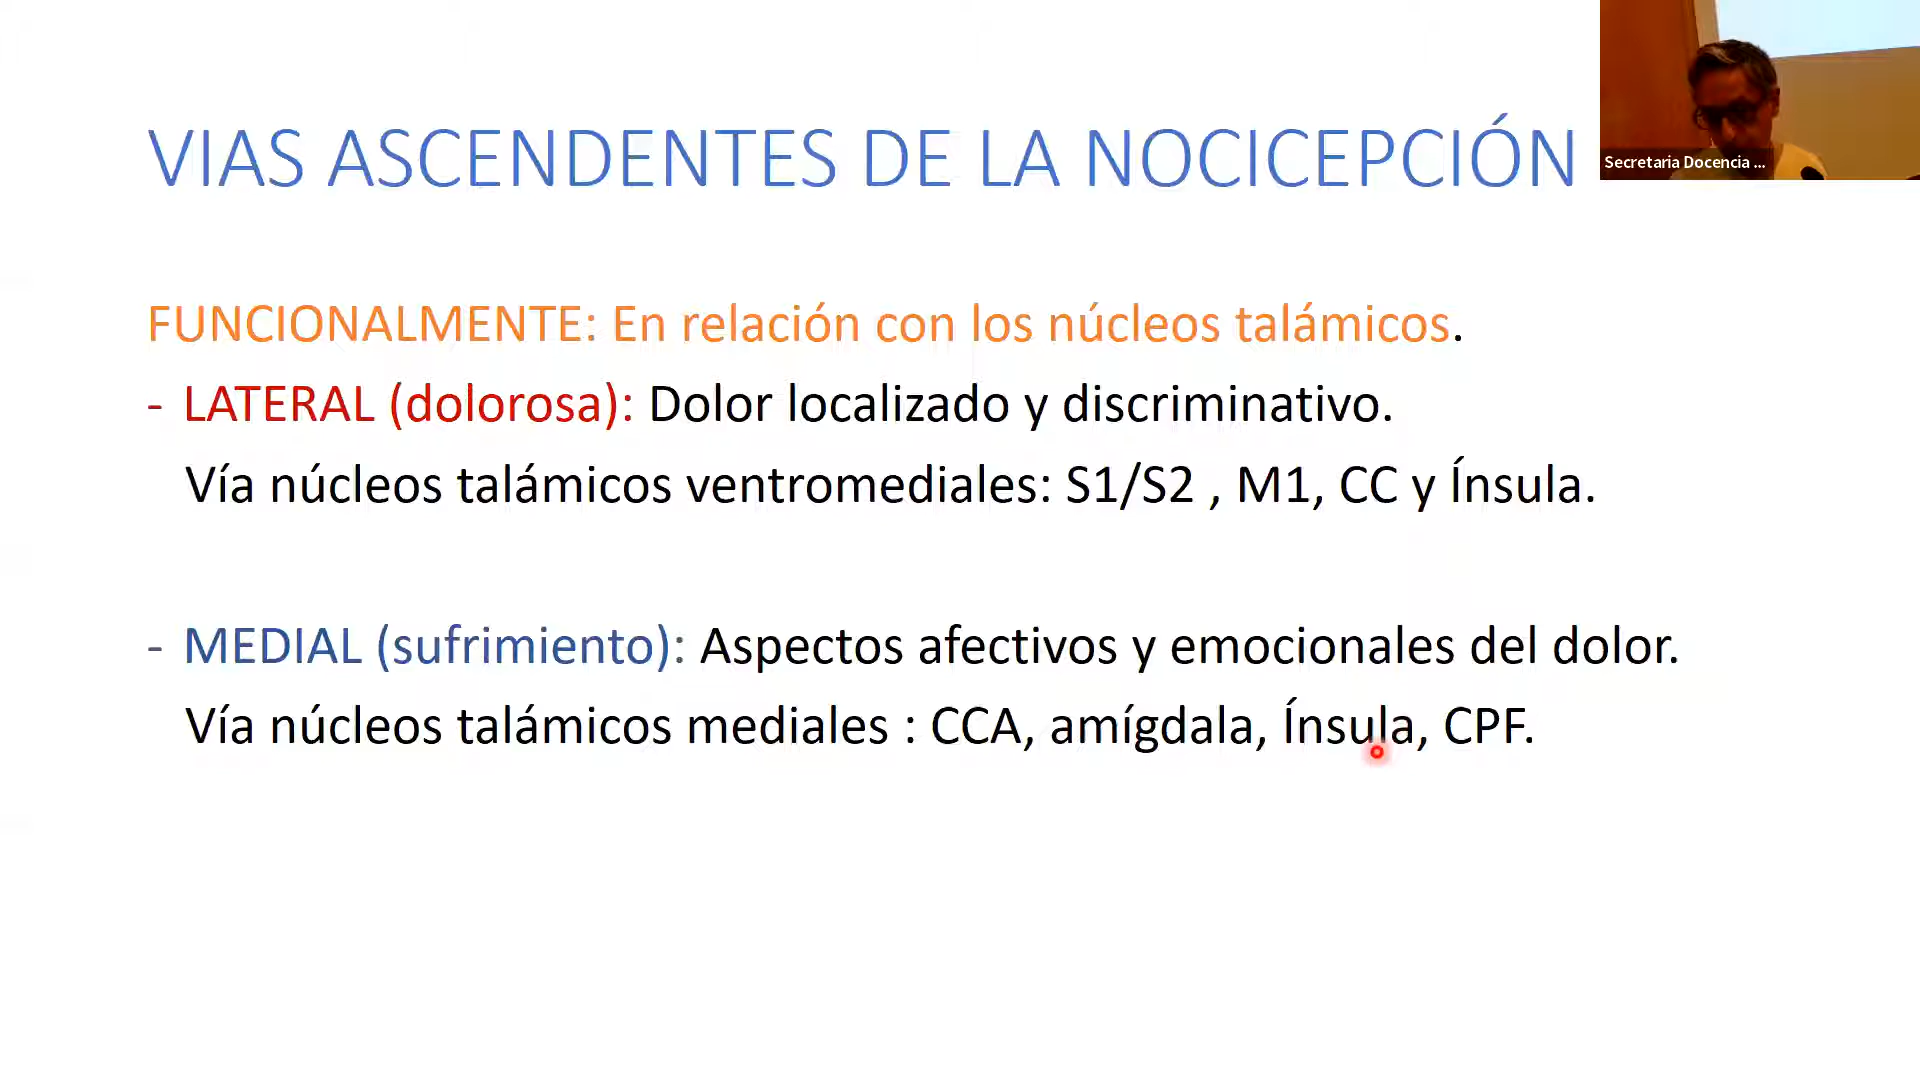 VIAS ASCENDENTES DE LA NOCICEPCIÓN
Secretaria Docencia ...
FUNCIONALMENTE: En relación con los núcleos talámicos.
- LATERAL (dolorosa): Dolor localizado y discriminativo.
Vía núcleos talámicos ventromediales: S1/S2 , M1, CC y Ínsula.
- MEDIAL (sufrimiento): Aspectos afectivos y emocionales del dolor.
Vía núcleos talámicos mediales : CCA, amígdala, Ínsula, CPF.